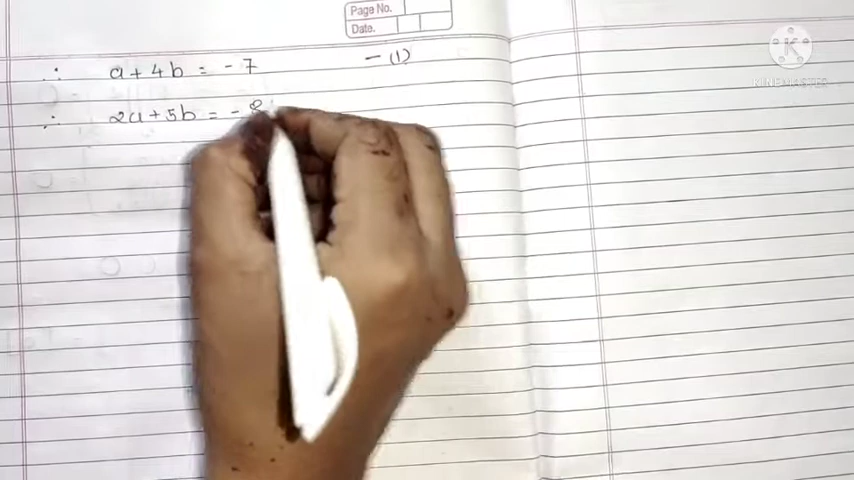 Page No.
Date.
∴ a + 4b = - 7 - (1)
∴ 2a + 5b = - 8
K
KINEMASTER